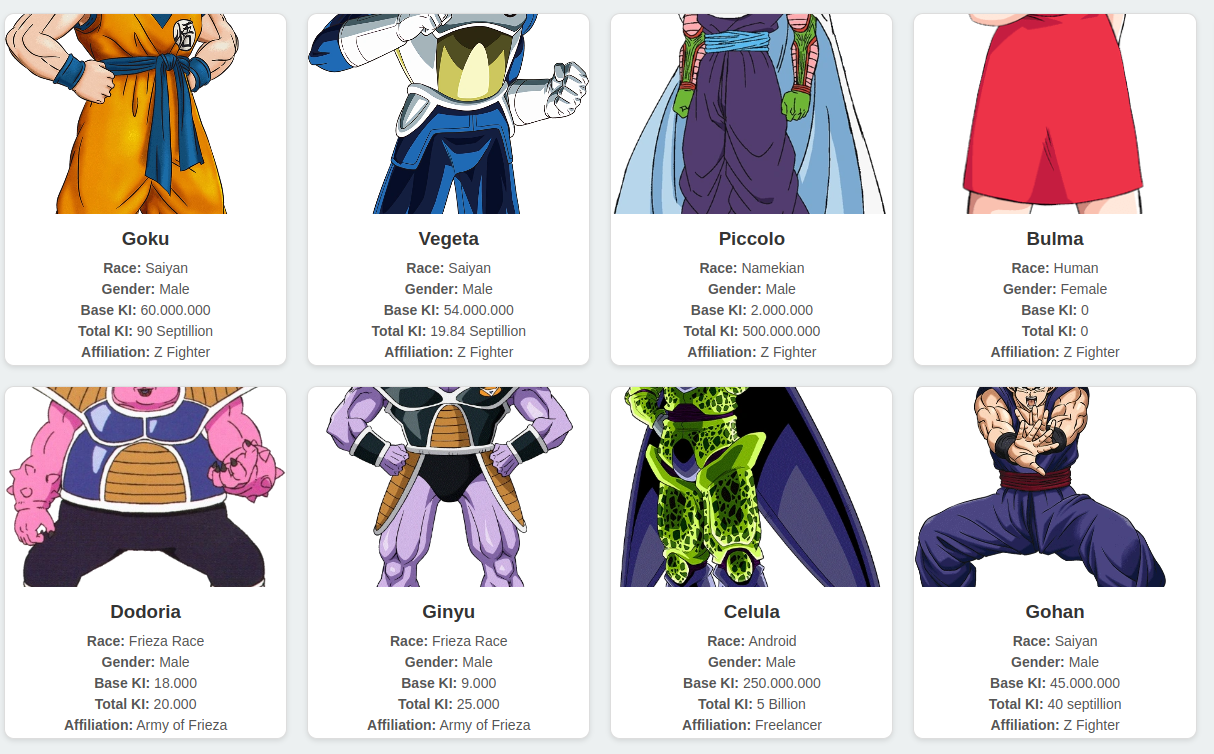 Goku
Race: Saiyan
Gender: Male
Base KI: 60.000.000
Total KI: 90 Septillion
Affiliation: Z Fighter
Vegeta
Race: Saiyan
Gender: Male
Base KI: 54.000.000
Total KI: 19.84 Septillion
Affiliation: Z Fighter
Piccolo
Race: Namekian
Gender: Male
Base KI: 2.000.000
Total KI: 500.000.000
Affiliation: Z Fighter
Bulma
Race: Human
Gender: Female
Base KI: 0
Total KI: 0
Affiliation: Z Fighter
Dodoria
Race: Frieza Race
Gender: Male
Base KI: 18.000
Total KI: 20.000
Affiliation: Army of Frieza
Ginyu
Race: Frieza Race
Gender: Male
Base KI: 9.000
Total KI: 25.000
Affiliation: Army of Frieza
Celula
Race: Android
Gender: Male
Base KI: 250.000.000
Total KI: 5 Billion
Affiliation: Freelancer
Gohan
Race: Saiyan
Gender: Male
Base KI: 45.000.000
Total KI: 40 septillion
Affiliation: Z Fighter